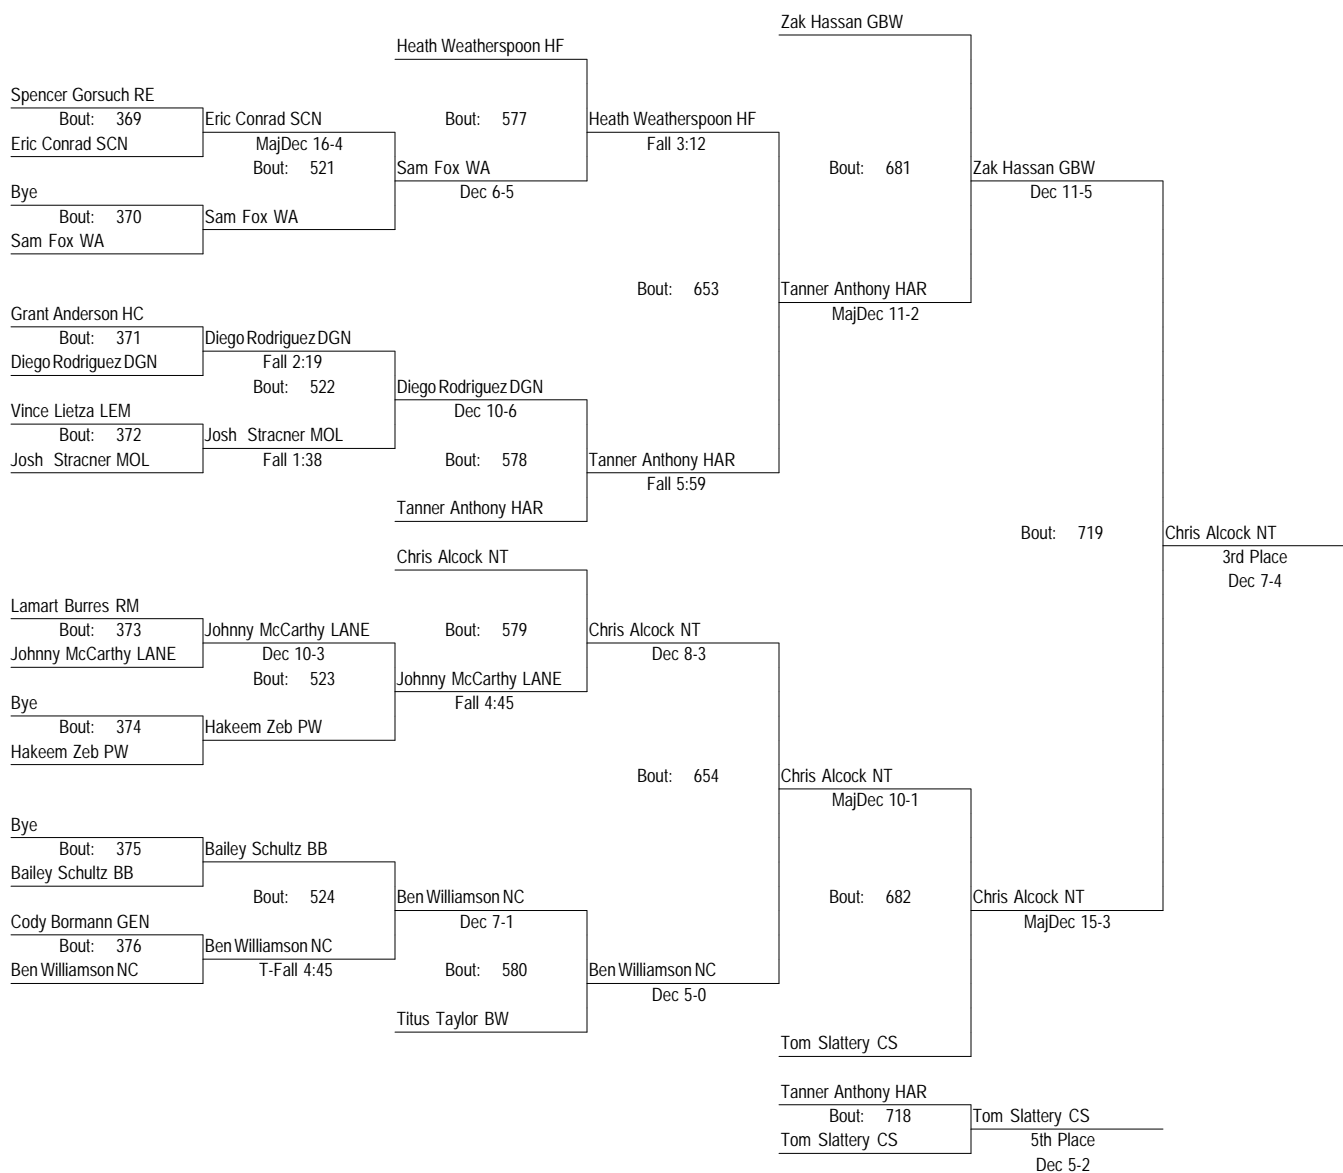 Zak Hassan GBW
Heath Weatherspoon HF
Spencer Gorsuch RE
Bout: 369
Eric Conrad SCN
Eric Conrad SCN
MajDec 16-4
Bout: 521
Bye
Bout: 370
Sam Fox WA
Sam Fox WA
Bout: 577
Sam Fox WA
Dec 6-5
Heath Weatherspoon HF
Fall 3:12
Bout: 681
Zak Hassan GBW
Dec 11-5
Grant Anderson HC
Bout: 371
Diego Rodriguez DGN
Diego Rodriguez DGN
Fall 2:19
Bout: 522
Vince Lietza LEM
Bout: 372
Josh Stracner MOL
Josh Stracner MOL
Fall 1:38
Diego Rodriguez DGN
Dec 10-6
Bout: 578
Tanner Anthony HAR
Tanner Anthony HAR
Fall 5:59
Bout: 653
Tanner Anthony HAR
MajDec 11-2
Bout: 719
Chris Alcock NT
3rd Place
Dec 7-4
Chris Alcock NT
Lamart Burres RM
Bout: 373
Johnny McCarthy LANE
Johnny McCarthy LANE
Dec 10-3
Bout: 523
Bye
Bout: 374
Hakeem Zeb PW
Hakeem Zeb PW
Bout: 579
Johnny McCarthy LANE
Fall 4:45
Chris Alcock NT
Dec 8-3
Bout: 654
Chris Alcock NT
MajDec 10-1
Bye
Bout: 375
Bailey Schultz BB
Bailey Schultz BB
Bout: 524
Cody Bormann GEN
Bout: 376
Ben Williamson NC
Ben Williamson NC
T-Fall 4:45
Ben Williamson NC
Dec 7-1
Bout: 580
Titus Taylor BW
Ben Williamson NC
Dec 5-0
Bout: 682
Chris Alcock NT
MajDec 15-3
Tom Slattery CS
Tanner Anthony HAR
Bout: 718
Tom Slattery CS
Tom Slattery CS
5th Place
Dec 5-2